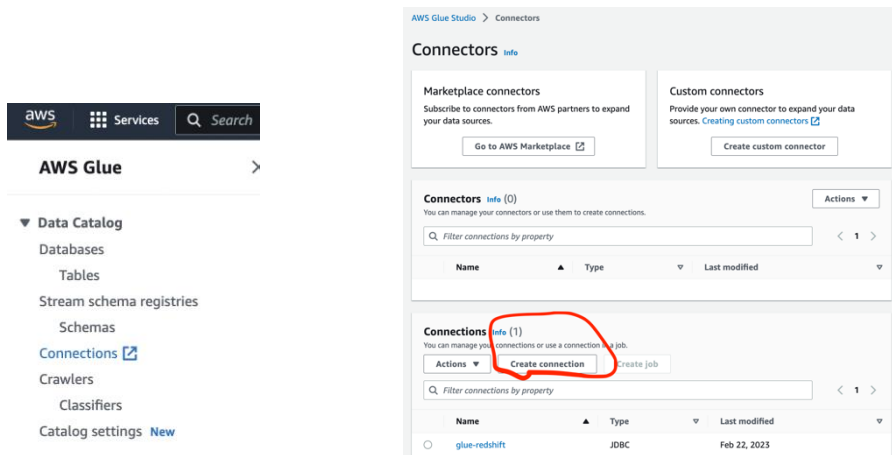 aws
Services
Search
AWS Glue
Data Catalog
Databases
Tables
Stream schema registries
Schemas
Connections
Crawlers
Classifiers
Catalog settings New
AWS Glue Studio > Connectors
Connectors Info
Marketplace connectors
Subscribe to connectors from AWS partners to expand
your data sources.
Go to AWS Marketplace
Custom connectors
Provide your own connector to expand your data
sources. Creating custom connectors
Create custom connector
Connectors Info (0)
Actions
You can manage your connectors or use them to create connections.
Filter connections by property
1
Name Type Last modified
Connections Info (1)
You can manage your connections or use a connection in a job.
Actions Create connection Create job
Filter connections by property
1
Name Type Last modified
glue-redshift JDBC Feb 22, 2023